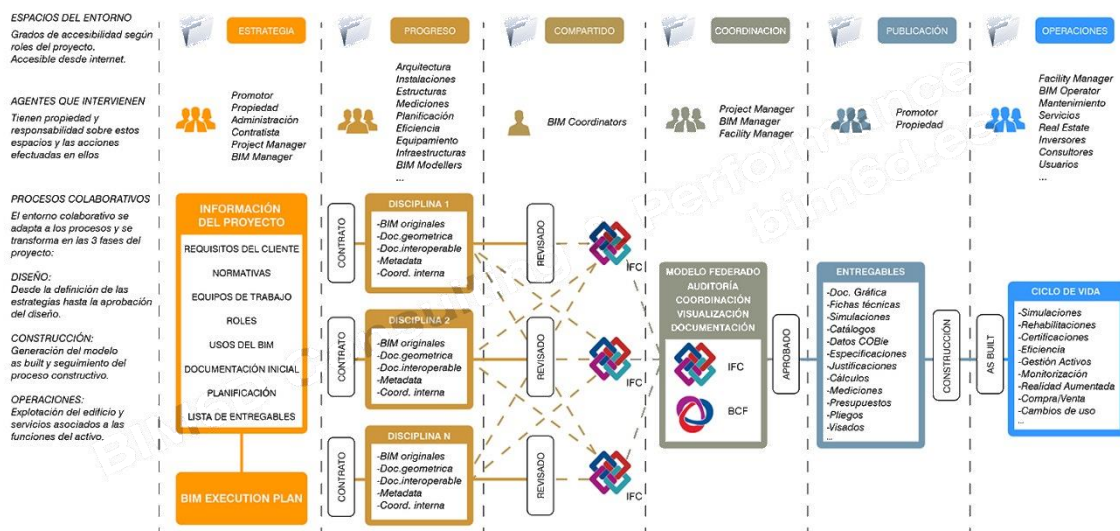 ESPACIOS DEL ENTORNO
Grados de accesibilidad según
roles del proyecto.
Accesible desde internet.
AGENTES QUE INTERVIENEN
Tienen propiedad y
responsabilidad sobre estos
espacios y las acciones
efectuadas en ellos
PROCESOS COLABORATIVOS
El entorno colaborativo se
adapta a los procesos y se
transforma en las 3 fases del
proyecto:
DISEÑO:
Desde la definición de las
estrategias hasta la aprobación
del diseño.
CONSTRUCCIÓN:
Generación del modelo
as built y seguimiento del
proceso constructivo.
OPERACIONES:
Explotación del edificio y
servicios asociados a las
funciones del activo.
ESTRATEGIA
Promotor
Propiedad
Administración
Contratista
Project Manager
BIM Manager
INFORMACIÓN
DEL PROYECTO
REQUISITOS DEL CLIENTE
NORMATIVAS
EQUIPOS DE TRABAJO
ROLES
USOS DEL BIM
DOCUMENTACIÓN INICIAL
PLANIFICACIÓN
LISTA DE ENTREGABLES
BIM EXECUTION PLAN
PROGRESO
Arquitectura
Instalaciones
Estructuras
Mediciones
Planificación
Eficiencia
Equipamiento
Infraestructuras
BIM Modellers
...
CONTRATO
DISCIPLINA 1
-BIM originales
-Doc.geometrica
-Doc.interoperable
-Metadata
-Coord. interna
CONTRATO
DISCIPLINA 2
-BIM originales
-Doc.geometrica
-Doc.interoperable
-Metadata
-Coord. interna
CONTRATO
DISCIPLINA N
-BIM originales
-Doc.geometrica
-Doc.interoperable
-Metadata
-Coord. interna
COMPARTIDO
BIM Coordinators
REVISADO
IFC
REVISADO
IFC
REVISADO
IFC
COORDINACION
Project Manager
BIM Manager
Facility Manager
MODELO FEDERADO
AUDITORÍA
COORDINACIÓN
VISUALIZACIÓN
DOCUMENTACIÓN
IFC
BCF
APROBADO
PUBLICACIÓN
Promotor
Propiedad
ENTREGABLES
-Doc. Gráfica
-Fichas técnicas
-Simulaciones
-Catálogos
-Datos COBie
-Especificaciones
-Justificaciones
-Cálculos
-Mediciones
-Presupuestos
-Pliegos
-Visados
...
CONSTRUCCIÓN
OPERACIONES
Facility Manager
BIM Operator
Mantenimiento
Servicios
Real Estate
Inversores
Consultores
Usuarios
...
AS BUILT
CICLO DE VIDA
-Simulaciones
-Rehabilitaciones
-Certificaciones
-Eficiencia
-Gestión Activos
-Monitorización
-Realidad Aumentada
-Compra/Venta
-Cambios de uso
...
bim6d.es